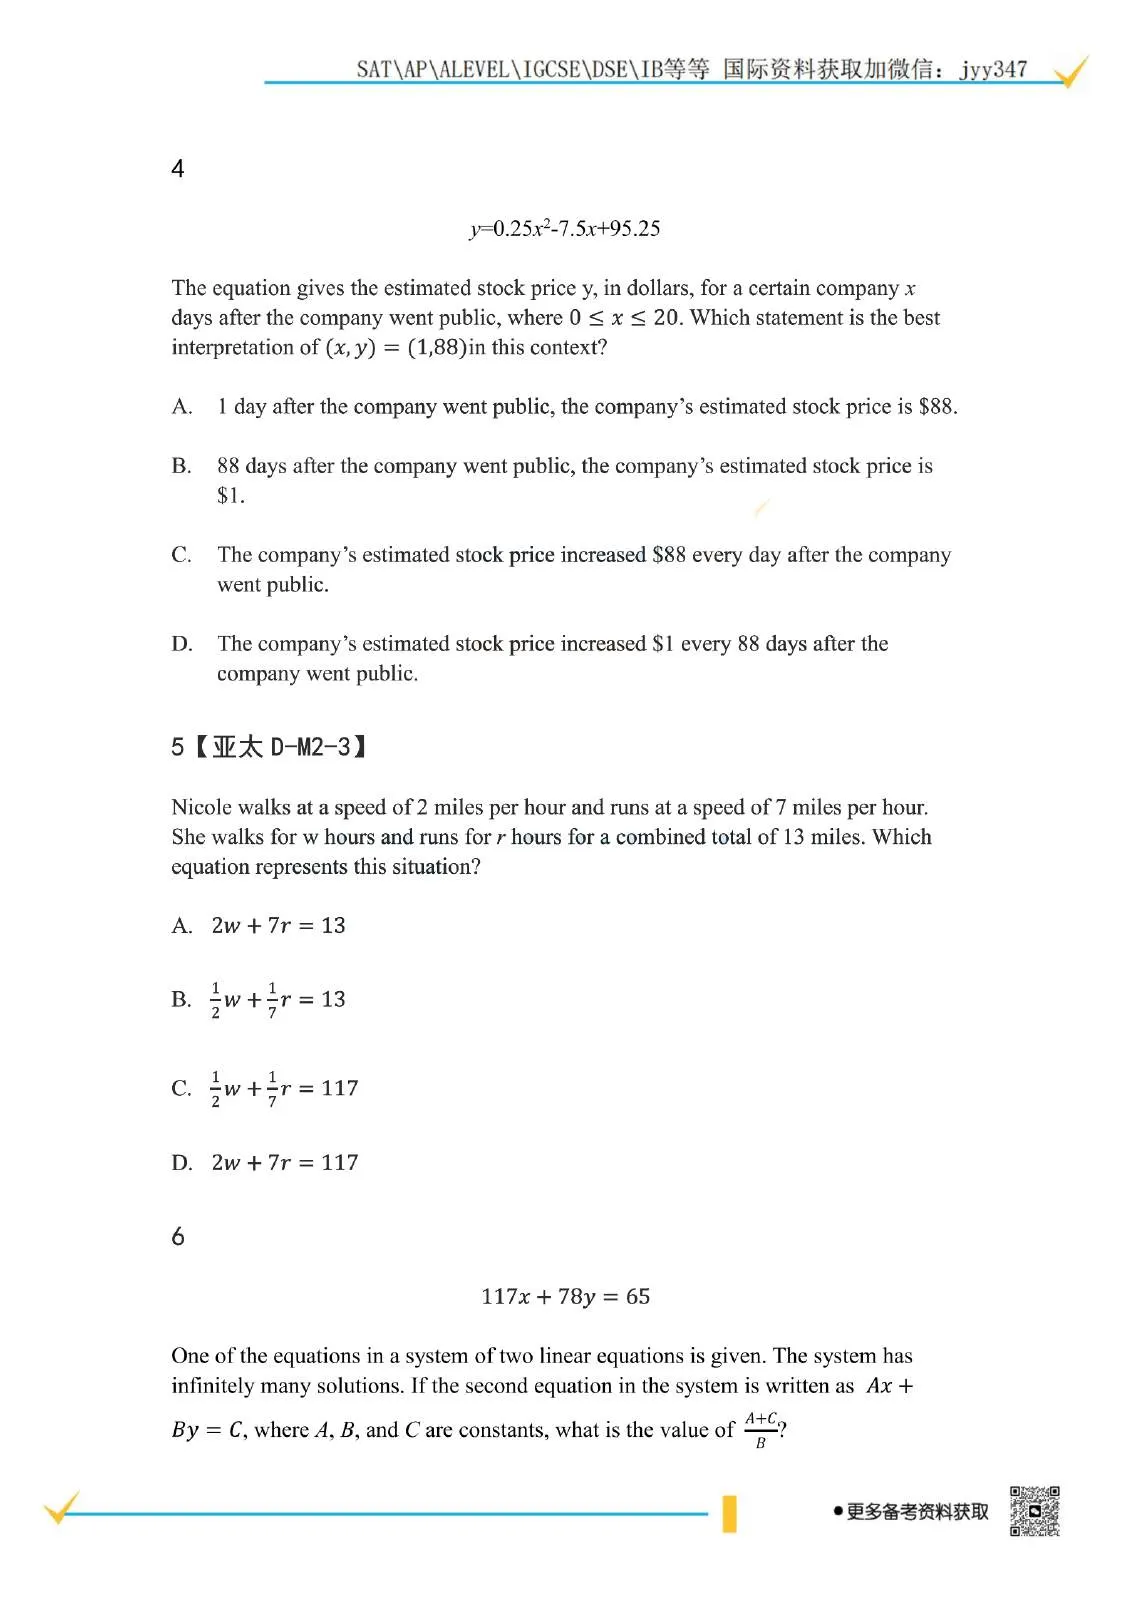 SAT\AP\ALEVEL\IGCSE\DSE\IB等等 国际资料获取加微信：jyy347
4
y=0.25x²-7.5x+95.25
The equation gives the estimated stock price y, in dollars, for a certain company x
days after the company went public, where 0 ≤ x ≤ 20. Which statement is the best
interpretation of (x, y) = (1,88)in this context?
A. 1 day after the company went public, the company’s estimated stock price is $88.
B. 88 days after the company went public, the company’s estimated stock price is
$1.
C. The company’s estimated stock price increased $88 every day after the company
went public.
D. The company’s estimated stock price increased $1 every 88 days after the
company went public.
5【亚太 D-M2-3】
Nicole walks at a speed of 2 miles per hour and runs at a speed of 7 miles per hour.
She walks for w hours and runs for r hours for a combined total of 13 miles. Which
equation represents this situation?
A. 2w + 7r = 13
B. 1/2 w + 1/7 r = 13
C. 1/2 w + 1/7 r = 117
D. 2w + 7r = 117
6
117x + 78y = 65
One of the equations in a system of two linear equations is given. The system has
infinitely many solutions. If the second equation in the system is written as Ax +
By = C, where A, B, and C are constants, what is the value of A+C/B?
●更多备考资料获取